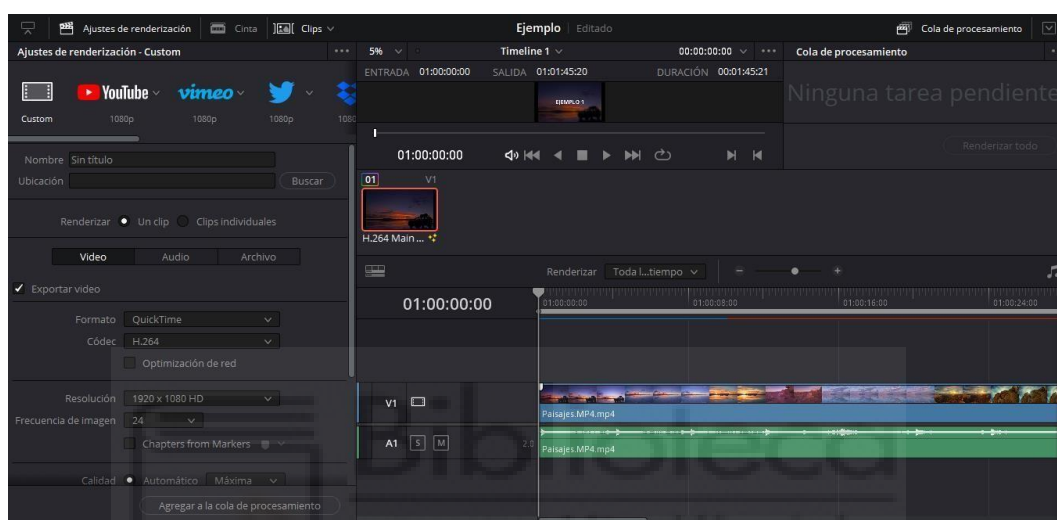 Ajustes de renderización Cinta Clips Ejemplo Editado Cola de procesamiento
Ajustes de renderización - Custom
YouTube vimeo
Custom 1080p 1080p 1080p 1080
Nombre Sin título
Ubicación Buscar
Renderizar Un clip Clips individuales
Video Audio Archivo
Exportar video
Formato QuickTime
Códec H.264
Optimización de red
Resolución 1920 x 1080 HD
Frecuencia de imagen 24
Chapters from Markers
Calidad Automático Máxima
Agregar a la cola de procesamiento
5% Timeline 1 00:00:00:00
ENTRADA 01:00:00:00 SALIDA 01:01:45:20 DURACIÓN 00:01:45:21
EJEMPLO 1
01:00:00:00
01 V1
H.264 Main ...
Renderizar Toda l...tiempo
01:00:00:00
01:00:00:00 01:00:08:00 01:00:16:00 01:00:24:00
V1
Paisajes.MP4.mp4
A1 S M 2.0
Paisajes.MP4.mp4
Cola de procesamiento
Ninguna tarea pendiente
Renderizar todo
Biblioteca